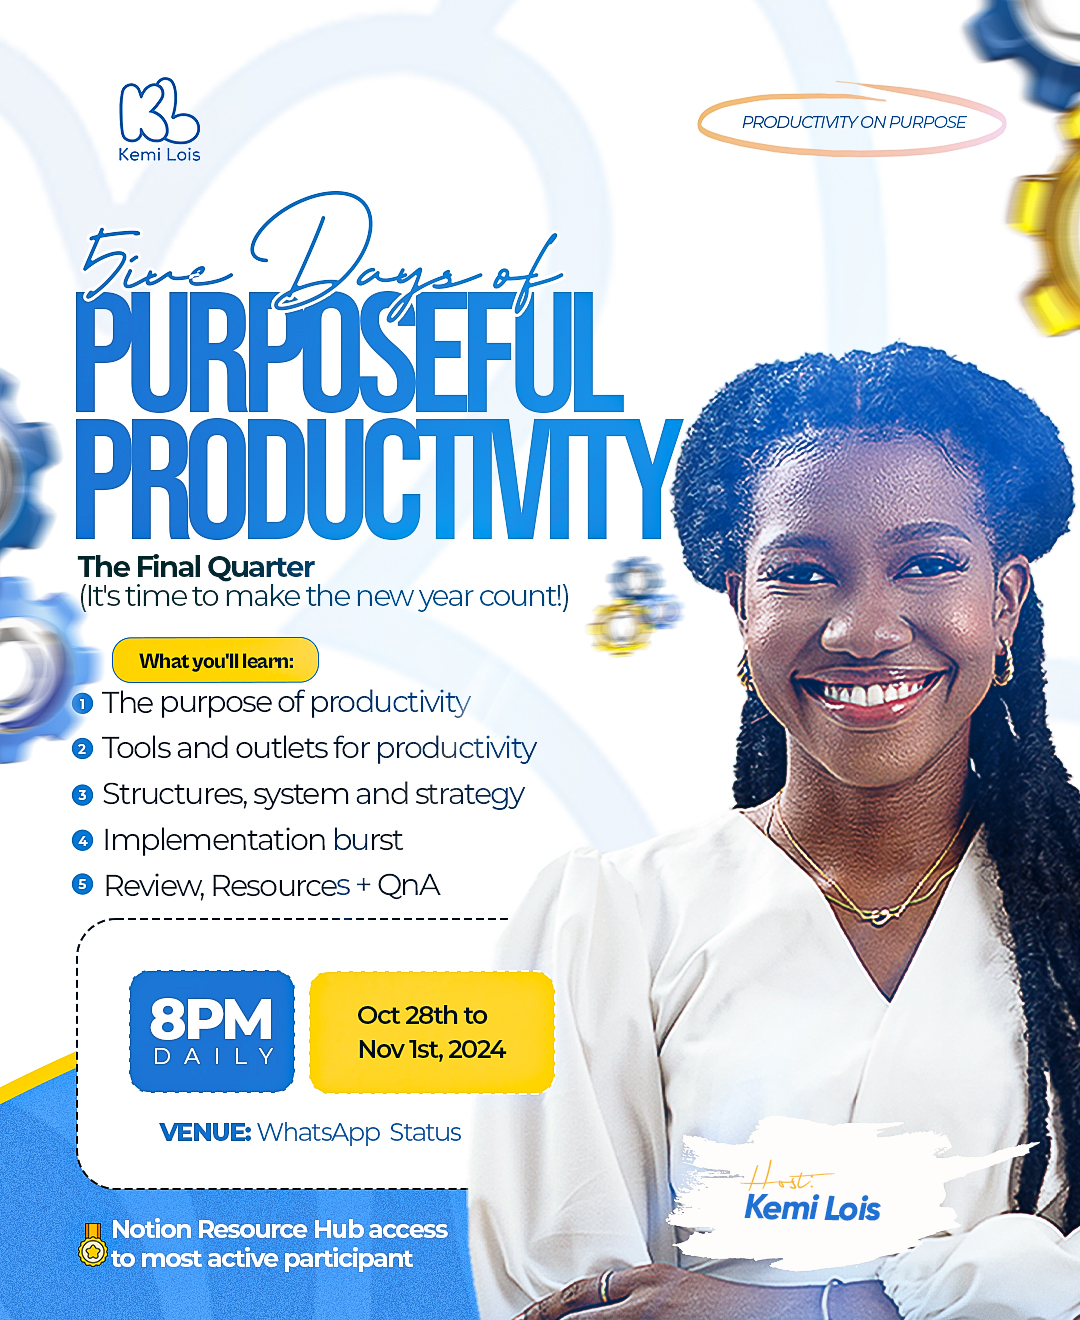 Kemi Lois
PRODUCTIVITY ON PURPOSE
5ive Days of
PURPOSEFUL
PRODUCTIVITY
The Final Quarter
(It's time to make the new year count!)
What you'll learn:
1 The purpose of productivity
2 Tools and outlets for productivity
3 Structures, system and strategy
4 Implementation burst
5 Review, Resources + QnA
8PM
DAILY
Oct 28th to
Nov 1st, 2024
VENUE: WhatsApp Status
Host:
Kemi Lois
Notion Resource Hub access
to most active participant